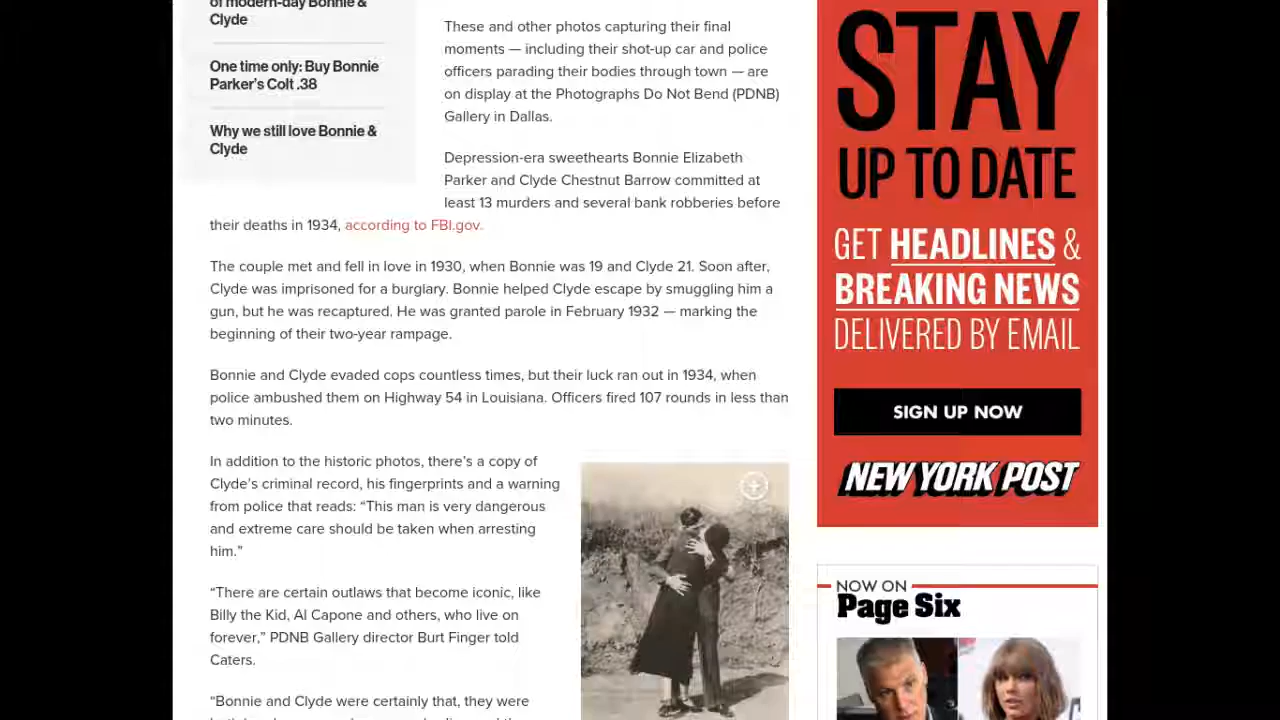 of modern-day Bonnie &
Clyde
One time only: Buy Bonnie
Parker's Colt .38
Why we still love Bonnie &
Clyde
These and other photos capturing their final
moments — including their shot-up car and police
officers parading their bodies through town — are
on display at the Photographs Do Not Bend (PDNB)
Gallery in Dallas.
Depression-era sweethearts Bonnie Elizabeth
Parker and Clyde Chestnut Barrow committed at
least 13 murders and several bank robberies before
their deaths in 1934, according to FBI.gov.
The couple met and fell in love in 1930, when Bonnie was 19 and Clyde 21. Soon after,
Clyde was imprisoned for a burglary. Bonnie helped Clyde escape by smuggling him a
gun, but he was recaptured. He was granted parole in February 1932 — marking the
beginning of their two-year rampage.
Bonnie and Clyde evaded cops countless times, but their luck ran out in 1934, when
police ambushed them on Highway 54 in Louisiana. Officers fired 107 rounds in less than
two minutes.
In addition to the historic photos, there's a copy of
Clyde's criminal record, his fingerprints and a warning
from police that reads: “This man is very dangerous
and extreme care should be taken when arresting
him.”
“There are certain outlaws that become iconic, like
Billy the Kid, Al Capone and others, who live on
forever,” PDNB Gallery director Burt Finger told
Caters.
“Bonnie and Clyde were certainly that, they were
STAY
UP TO DATE
GET HEADLINES &
BREAKING NEWS
DELIVERED BY EMAIL
SIGN UP NOW
NEW YORK POST
NOW ON
Page Six